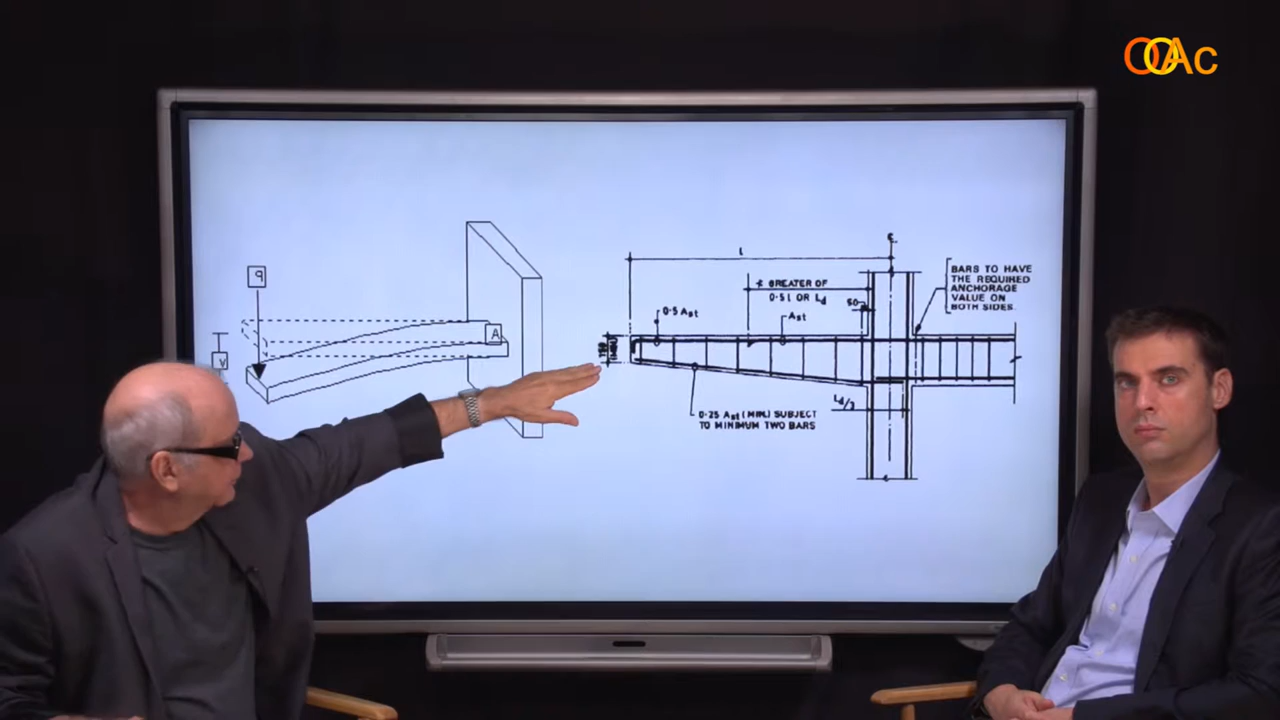 OOAc
q
A
y
l
℄
* GREATER OF
0·5 l OR Ld
50
0·5 Ast
Ast
BARS TO HAVE
THE REQUIRED
ANCHORAGE
VALUE ON
BOTH SIDES.
Ld/3
0·25 Ast (MIN.) SUBJECT
TO MINIMUM TWO BARS